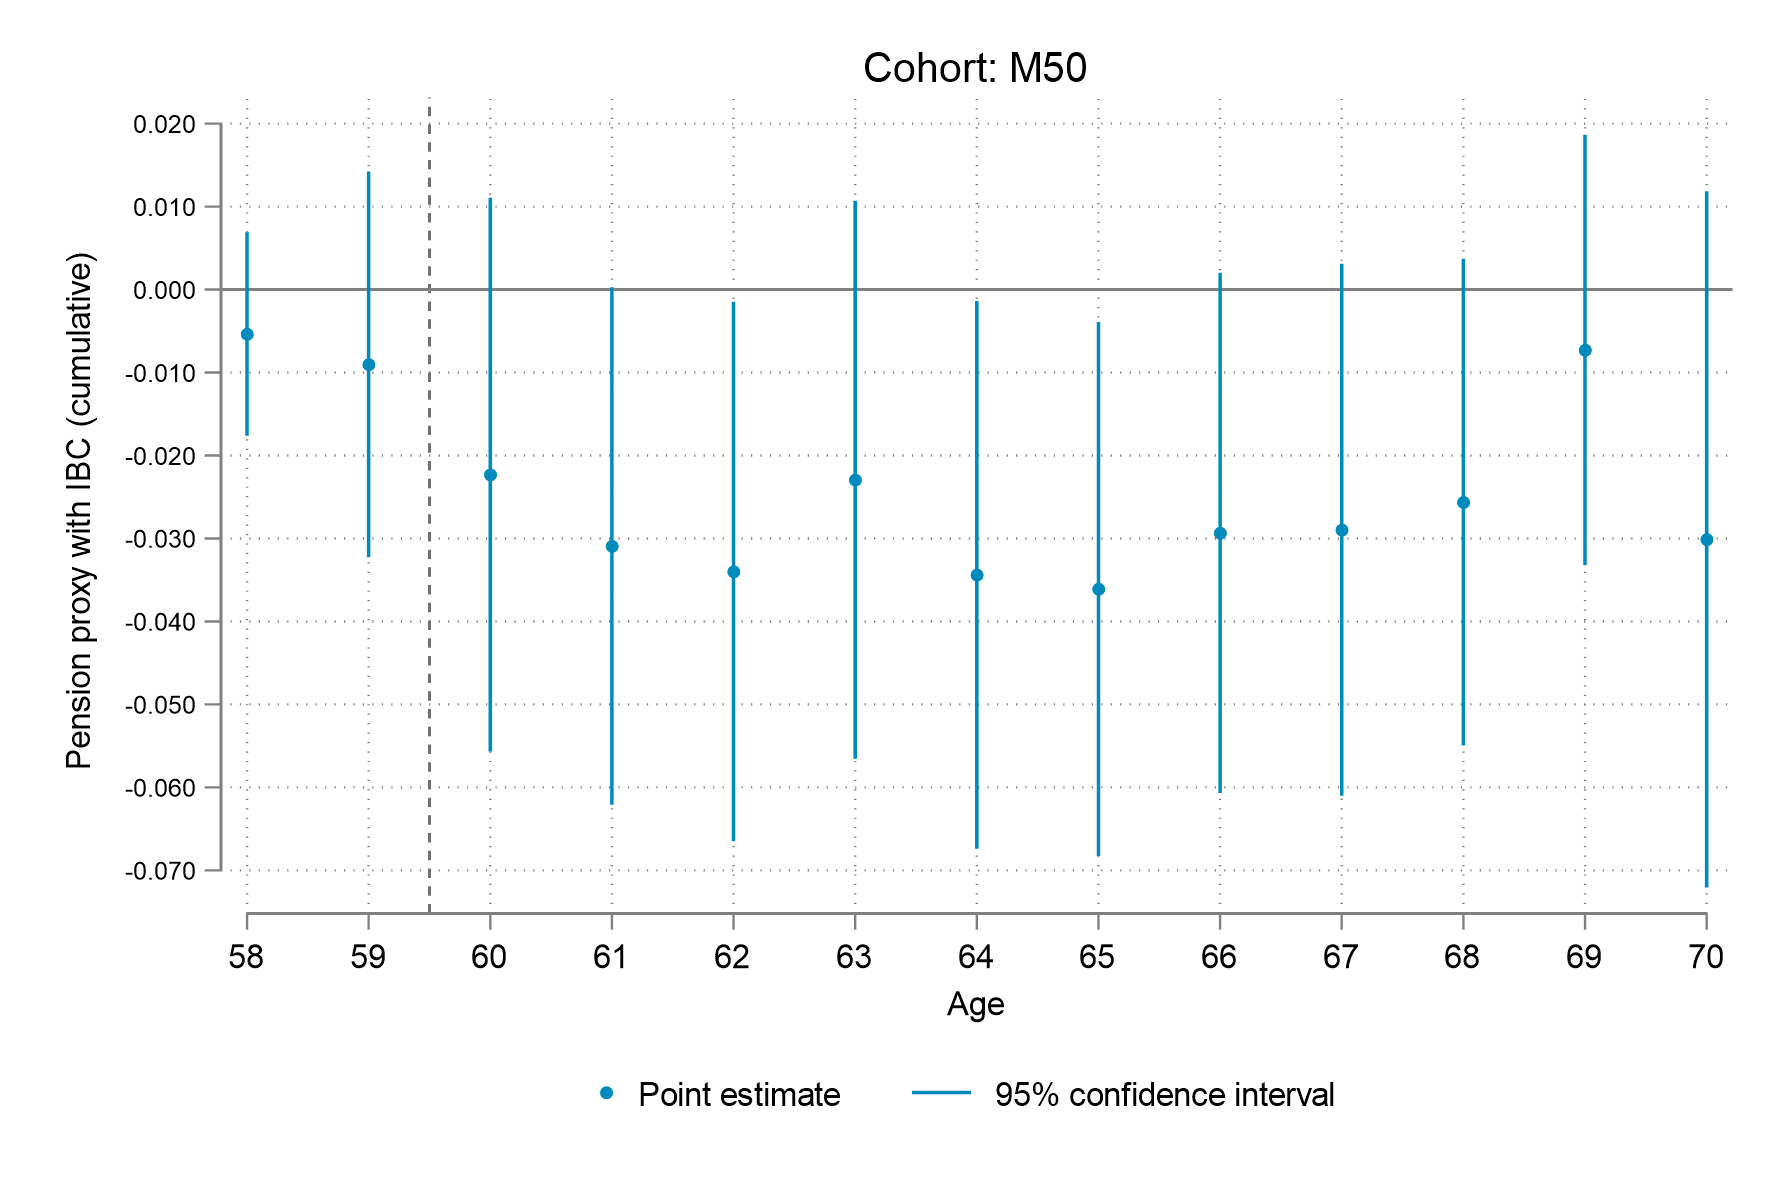 Cohort: M50
0.020
0.010
0.000
-0.010
-0.020
-0.030
-0.040
-0.050
-0.060
-0.070
Pension proxy with IBC (cumulative)
58 59 60 61 62 63 64 65 66 67 68 69 70
Age
Point estimate 95% confidence interval